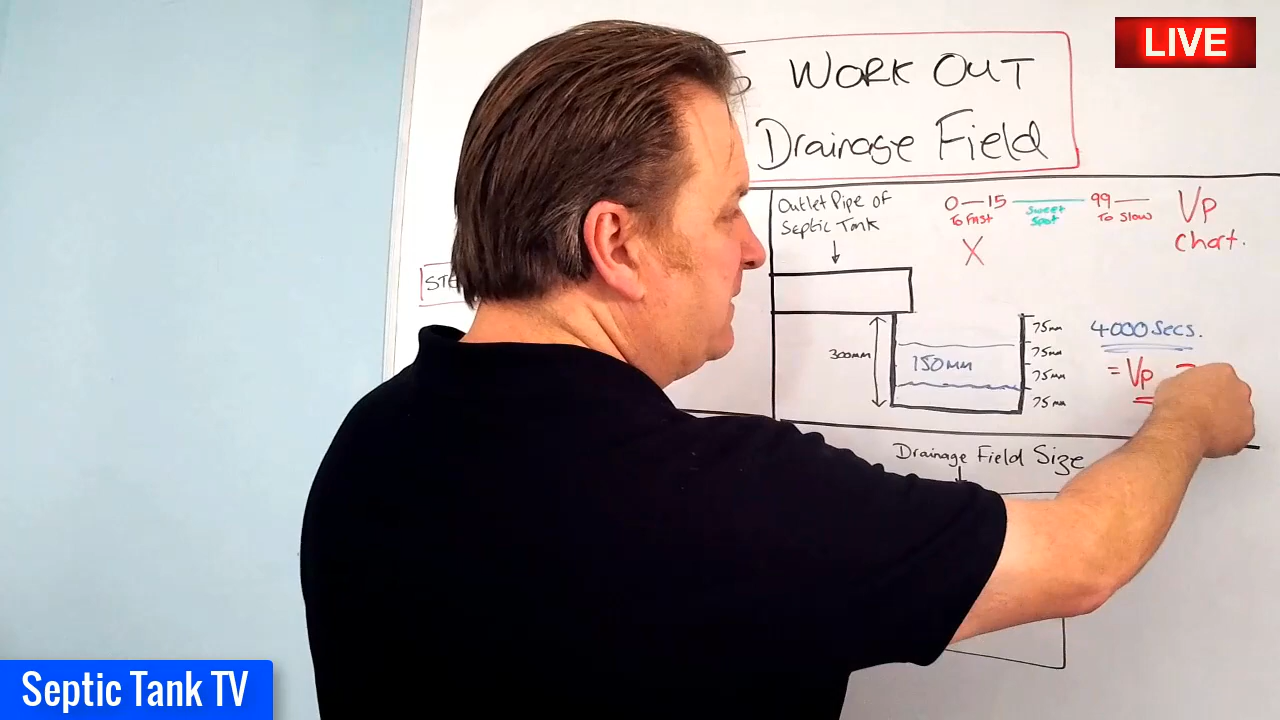 LIVE
WORK OUT
Drainage Field
Outlet Pipe of
Septic Tank
0—15 —— 99 —
To Fast
Sweet
Spot
To Slow
X
Vp
Chart.
STE
300mm
150mm
75mm
75mm
75mm
75mm
4000 Secs.
= Vp
Drainage Field Size
Septic Tank TV